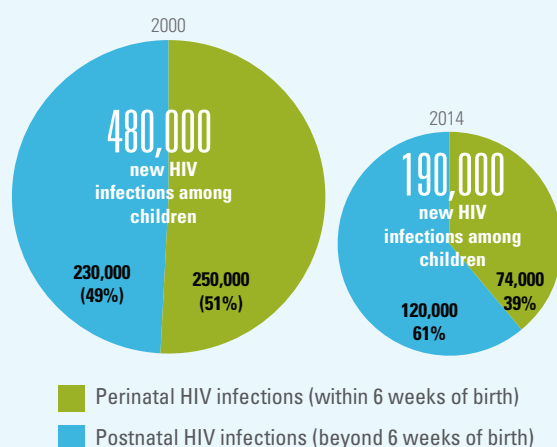 2000
480,000
new HIV
infections among
children
230,000
(49%)
250,000
(51%)
2014
190,000
new HIV
infections among
children
74,000
39%
120,000
61%
Perinatal HIV infections (within 6 weeks of birth)
Postnatal HIV infections (beyond 6 weeks of birth)